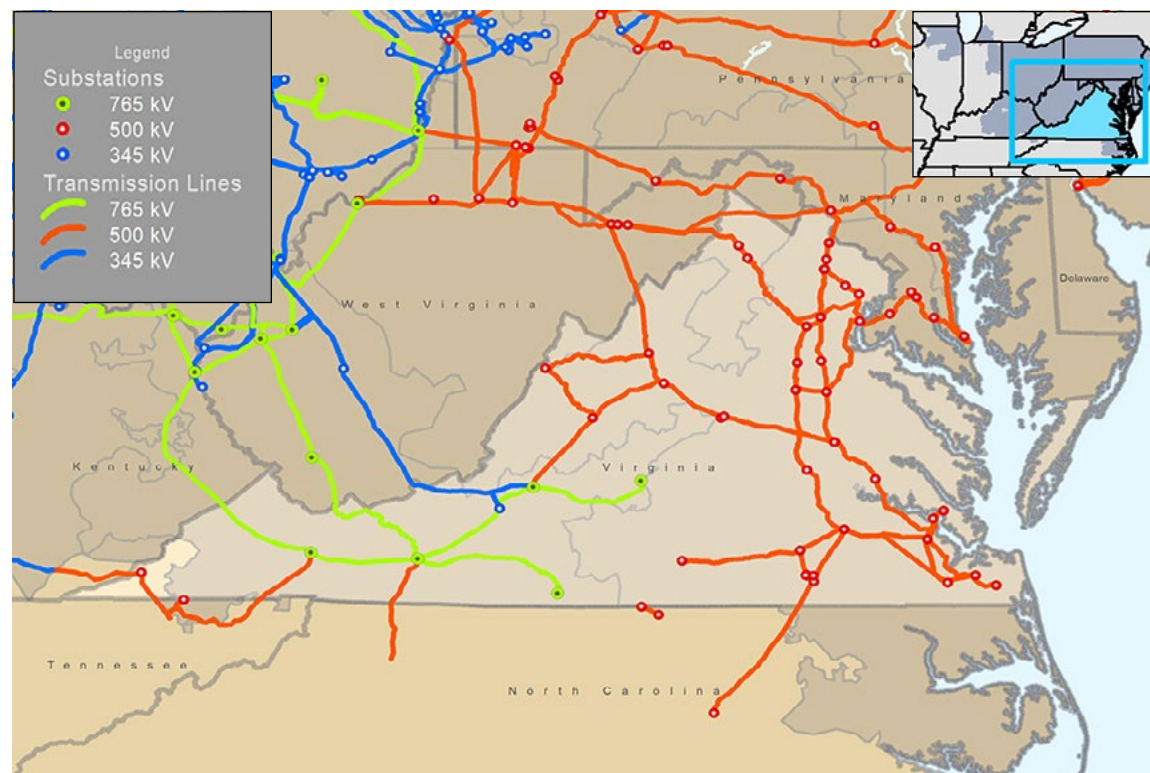 Legend
Substations
765 kV
500 kV
345 kV
Transmission Lines
765 kV
500 kV
345 kV
Pennsylvania
Maryland
Delaware
West Virginia
Kentucky
Virginia
Tennessee
North Carolina